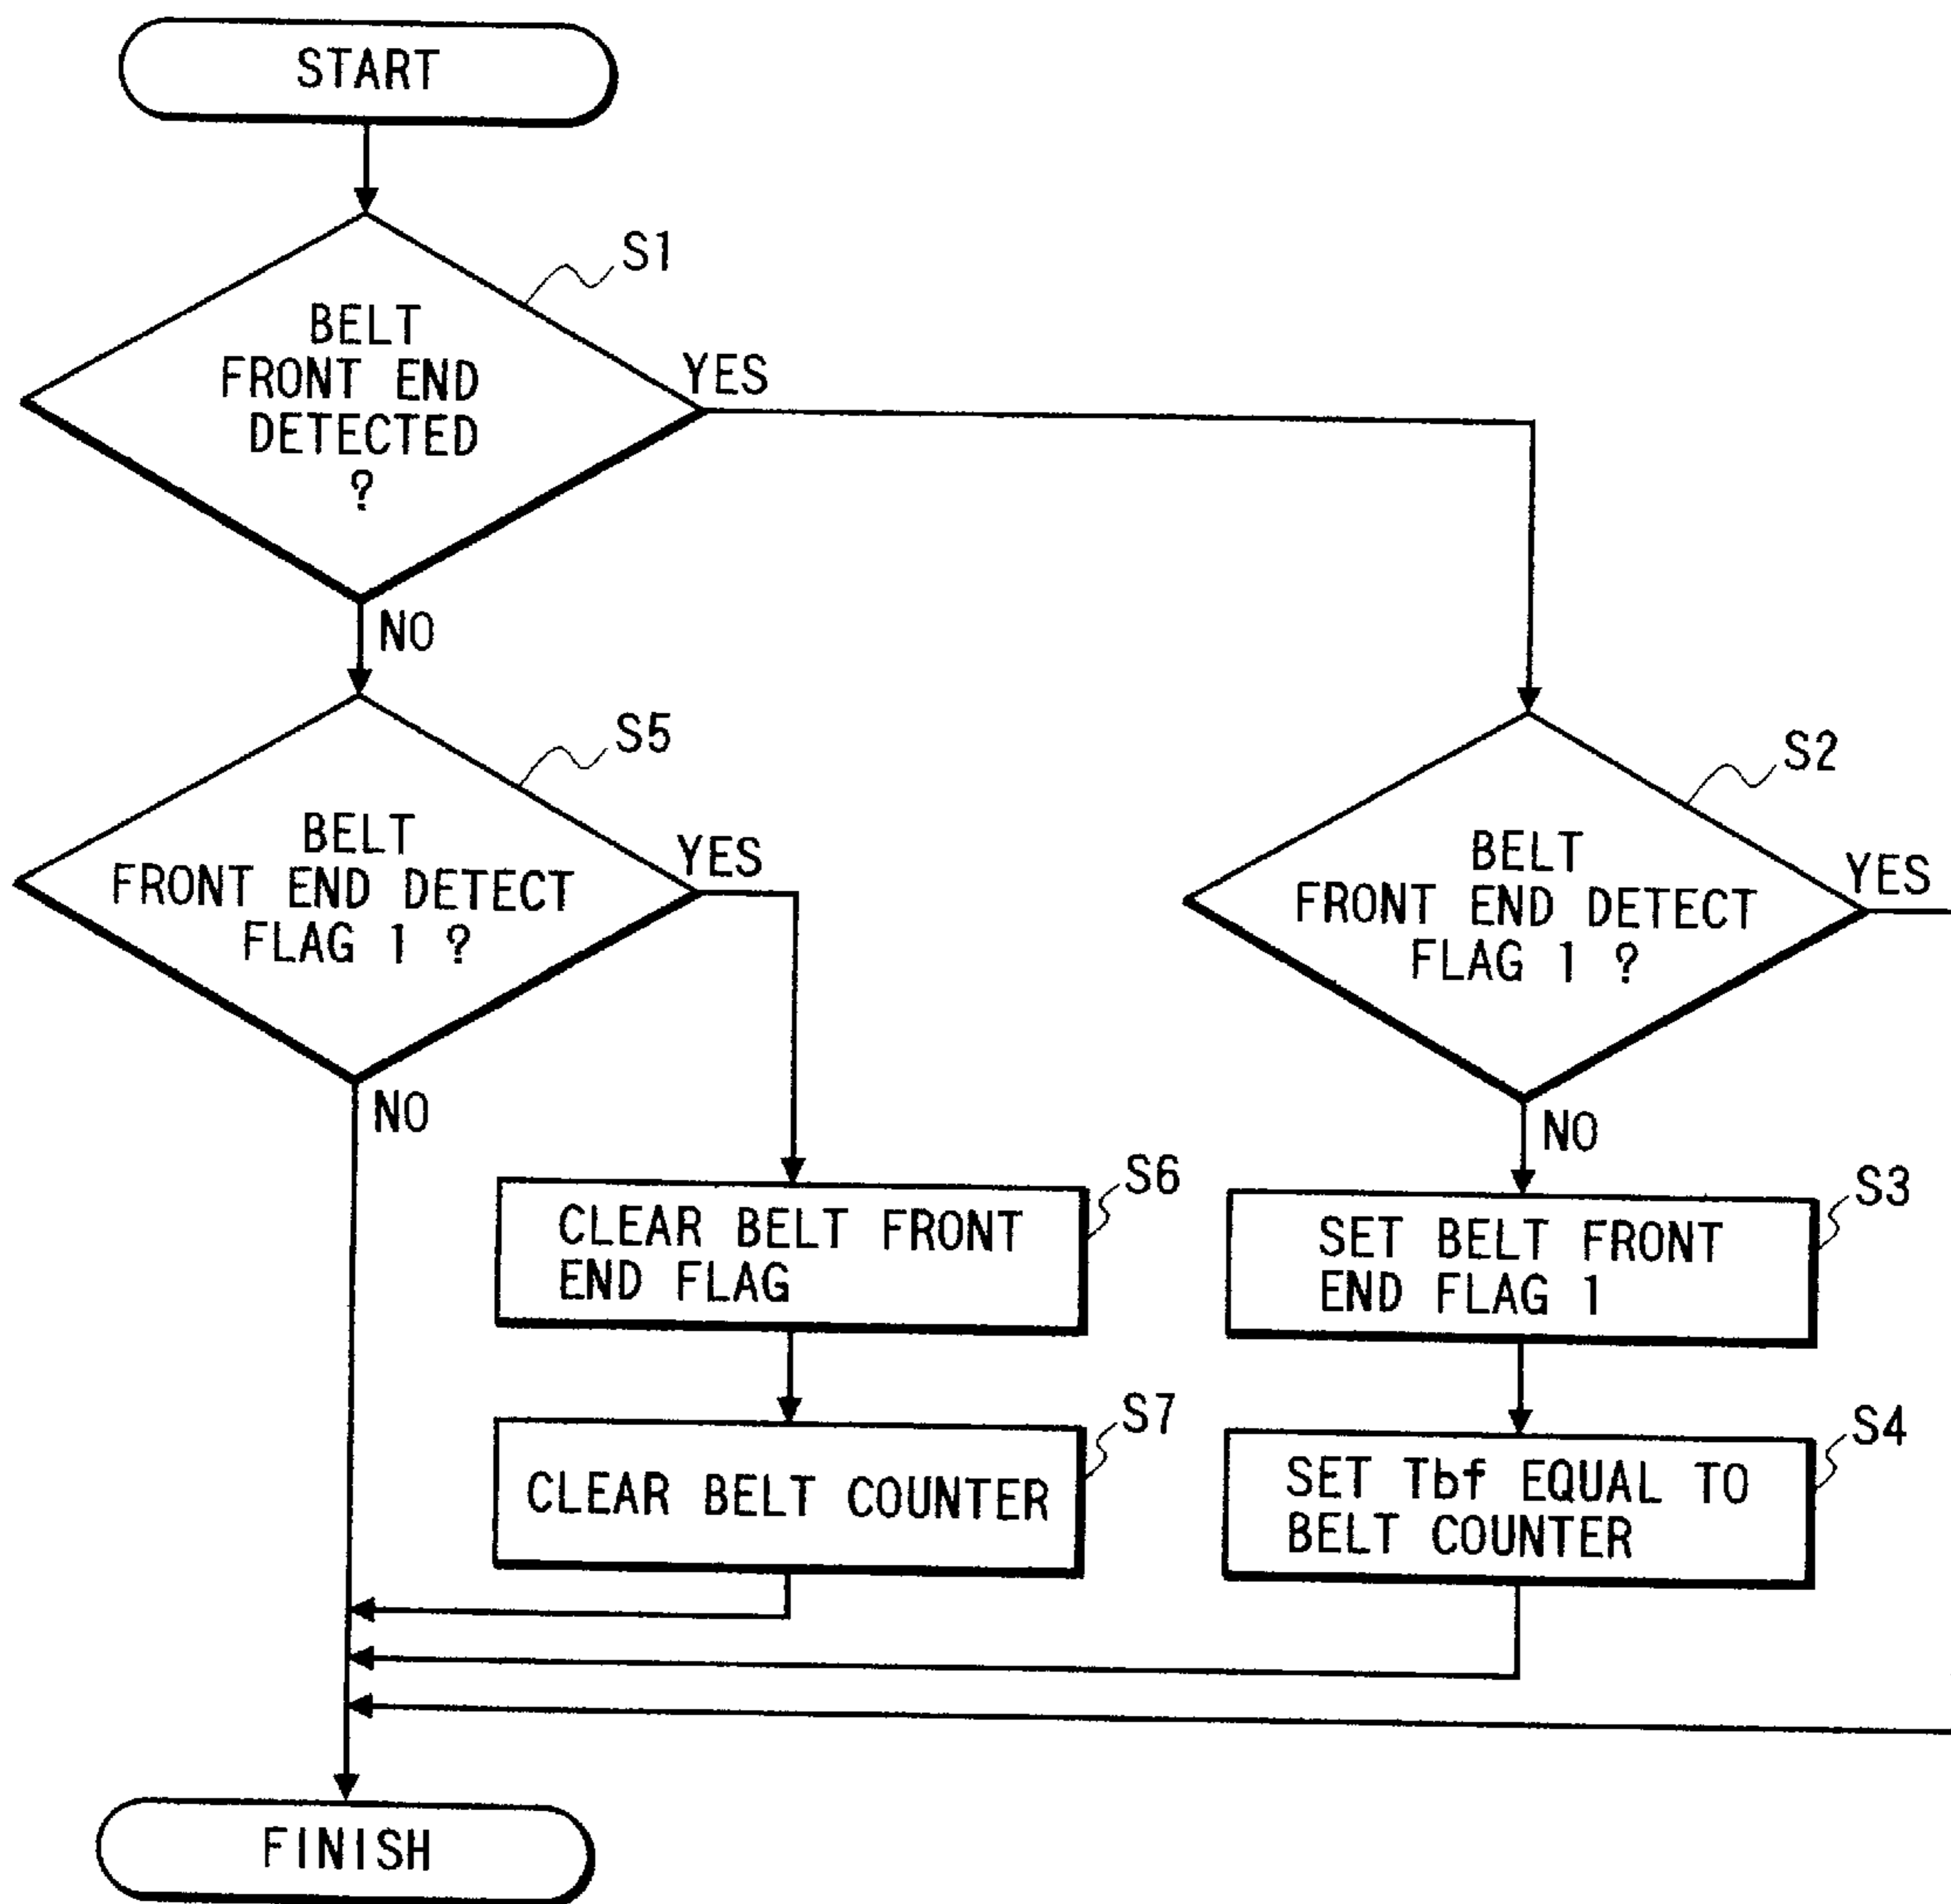 START
S1
BELT
FRONT END
DETECTED
?
YES
NO
S5
BELT
FRONT END DETECT
FLAG 1 ?
YES
NO
S2
BELT
FRONT END DETECT
FLAG 1 ?
YES
NO
S6
CLEAR BELT FRONT
END FLAG
S3
SET BELT FRONT
END FLAG 1
S7
CLEAR BELT COUNTER
S4
SET Tbf EQUAL TO
BELT COUNTER
FINISH